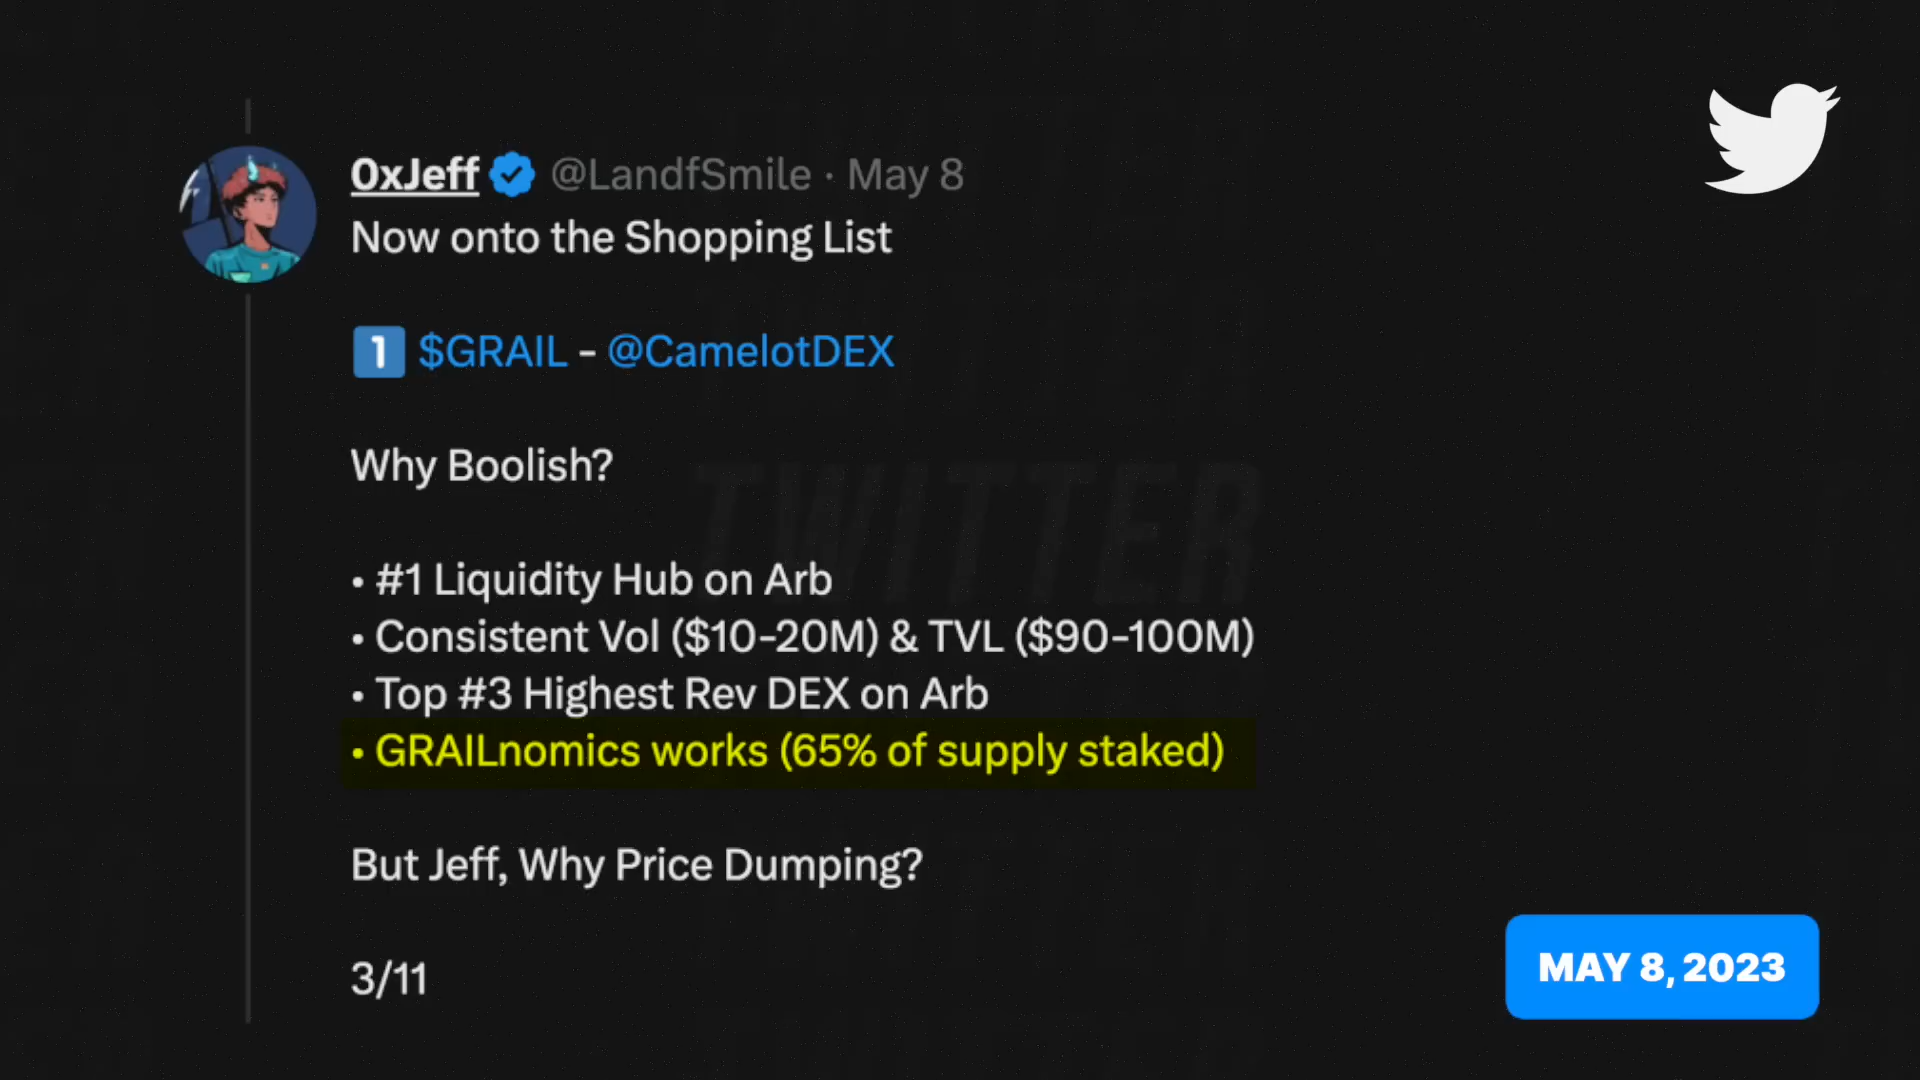 0xJeff @LandfSmile · May 8
Now onto the Shopping List
1 $GRAIL - @CamelotDEX
Why Boolish?
TWITTER
• #1 Liquidity Hub on Arb
• Consistent Vol ($10-20M) & TVL ($90-100M)
• Top #3 Highest Rev DEX on Arb
• GRAILnomics works (65% of supply staked)
But Jeff, Why Price Dumping?
3/11
MAY 8, 2023